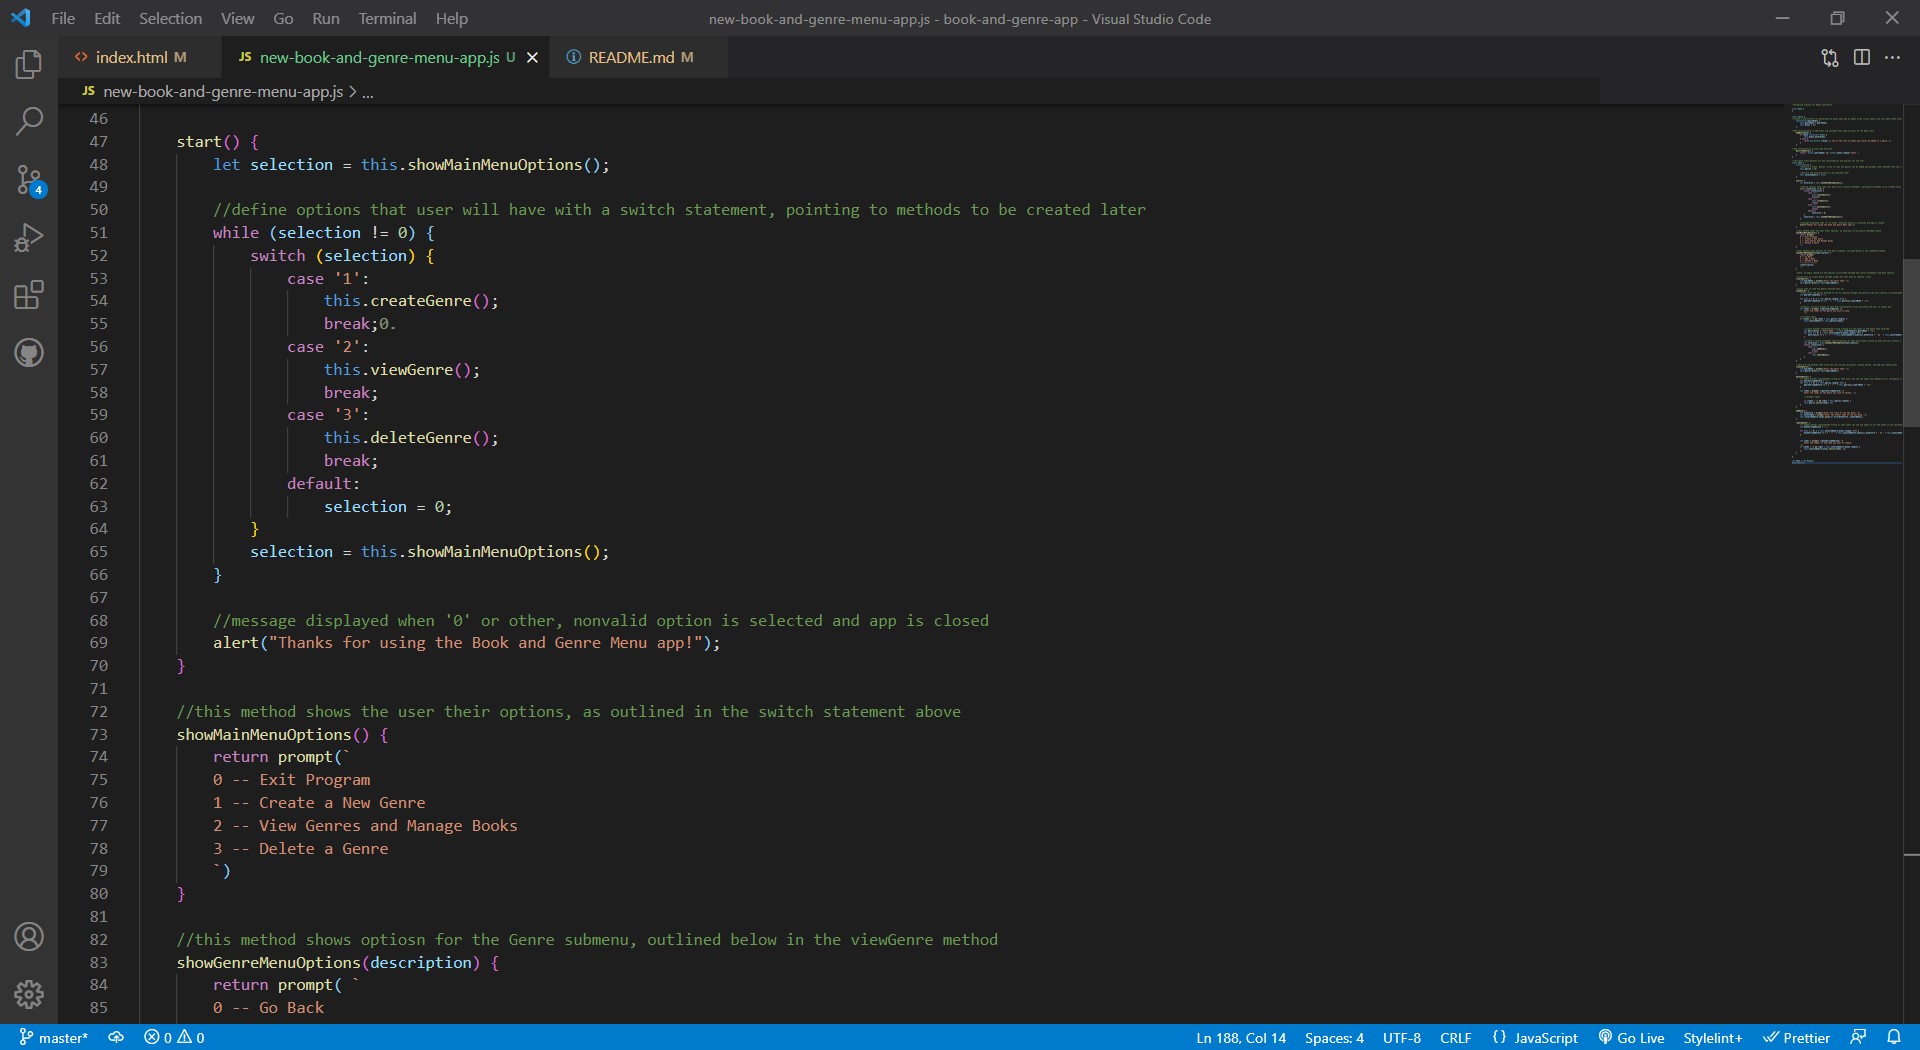 File Edit Selection View Go Run Terminal Help new-book-and-genre-menu-app.js - book-and-genre-app - Visual Studio Code
index.html M JS new-book-and-genre-menu-app.js U README.md M
JS new-book-and-genre-menu-app.js > ...
46
47 start() {
48 let selection = this.showMainMenuOptions();
49
50 //define options that user will have with a switch statement, pointing to methods to be created later
51 while (selection != 0) {
52 switch (selection) {
53 case '1':
54 this.createGenre();
55 break;0.
56 case '2':
57 this.viewGenre();
58 break;
59 case '3':
60 this.deleteGenre();
61 break;
62 default:
63 selection = 0;
64 }
65 selection = this.showMainMenuOptions();
66 }
67
68 //message displayed when '0' or other, nonvalid option is selected and app is closed
69 alert("Thanks for using the Book and Genre Menu app!");
70 }
71
72 //this method shows the user their options, as outlined in the switch statement above
73 showMainMenuOptions() {
74 return prompt(`
75 0 -- Exit Program
76 1 -- Create a New Genre
77 2 -- View Genres and Manage Books
78 3 -- Delete a Genre
79 `)
80 }
81
82 //this method shows optiosn for the Genre submenu, outlined below in the viewGenre method
83 showGenreMenuOptions(description) {
84 return prompt( `
85 0 -- Go Back
4
master* 0 0 Ln 188, Col 14 Spaces: 4 UTF-8 CRLF {} JavaScript Go Live Stylelint+ Prettier